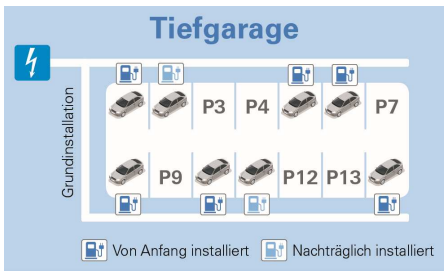 Tiefgarage
Grundinstallation
P3 P4 P7
P9 P12 P13
Von Anfang installiert Nachträglich installiert